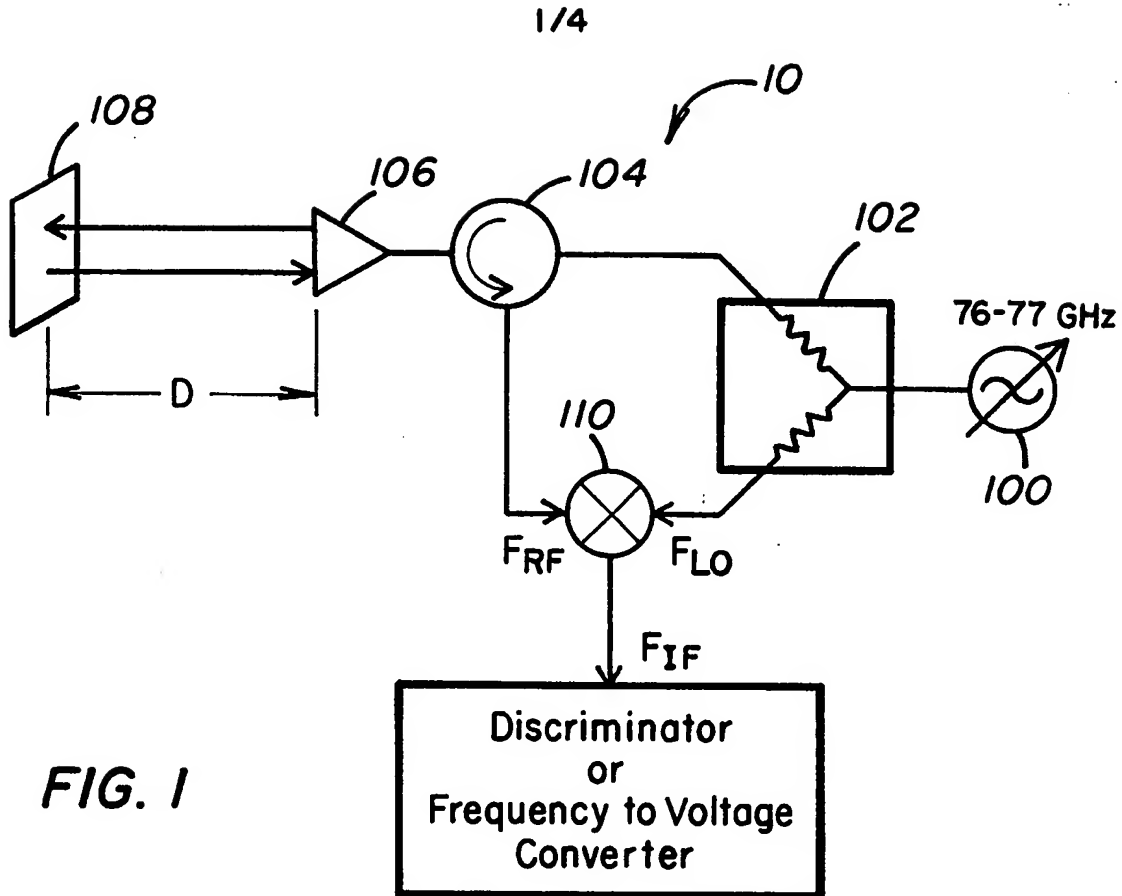 1/4
10
108
106
104
102
76-77 GHz
D
110
100
FRF
FLO
FIF
Discriminator
or
Frequency to Voltage
Converter
FIG. 1